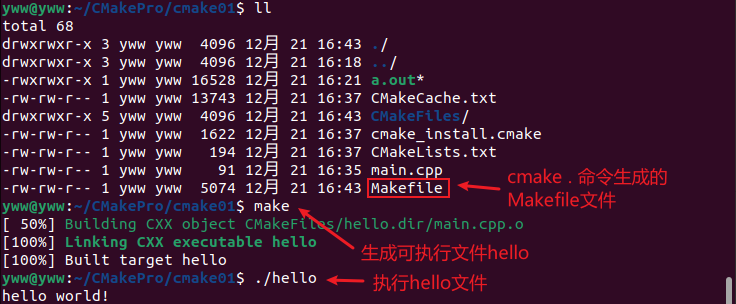 yww@yww:~/CMakePro/cmake01$ ll
total 68
drwxrwxr-x 3 yww yww  4096 12月 21 16:43 ./
drwxrwxr-x 3 yww yww  4096 12月 21 16:18 ../
-rwxrwxr-x 1 yww yww 16528 12月 21 16:21 a.out*
-rw-rw-r-- 1 yww yww 13743 12月 21 16:37 CMakeCache.txt
drwxrwxr-x 5 yww yww  4096 12月 21 16:43 CMakeFiles/
-rw-rw-r-- 1 yww yww  1622 12月 21 16:37 cmake_install.cmake
-rw-rw-r-- 1 yww yww   194 12月 21 16:37 CMakeLists.txt
-rw-rw-r-- 1 yww yww    91 12月 21 16:35 main.cpp
-rw-rw-r-- 1 yww yww  5074 12月 21 16:43 Makefile
cmake . 命令生成的
Makefile文件
yww@yww:~/CMakePro/cmake01$ make
[ 50%] Building CXX object CMakeFiles/hello.dir/main.cpp.o
[100%] Linking CXX executable hello
[100%] Built target hello
生成可执行文件hello
yww@yww:~/CMakePro/cmake01$ ./hello
执行hello文件
hello world!